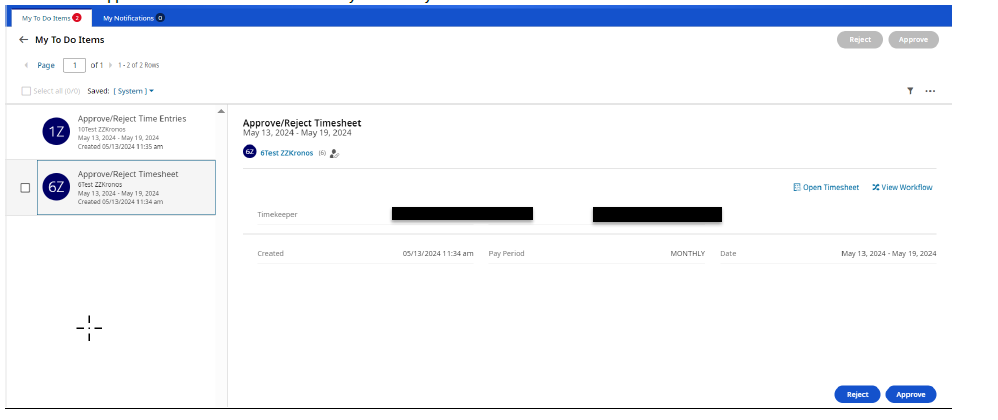 My To Do Items 2 My Notifications 0
← My To Do Items
Reject Approve
Page 1 of 1 1 - 2 of 2 Rows
Select all (0/0) Saved: [ System ]
1Z
Approve/Reject Time Entries
10Test ZZKronos
May 13, 2024 - May 19, 2024
Created 05/13/2024 11:35 am
6Z
Approve/Reject Timesheet
6Test ZZKronos
May 13, 2024 - May 19, 2024
Created 05/13/2024 11:34 am
Approve/Reject Timesheet
May 13, 2024 - May 19, 2024
6Z 6Test ZZKronos (6)
Open Timesheet View Workflow
Timekeeper
Created 05/13/2024 11:34 am Pay Period MONTHLY Date May 13, 2024 - May 19, 2024
Reject Approve